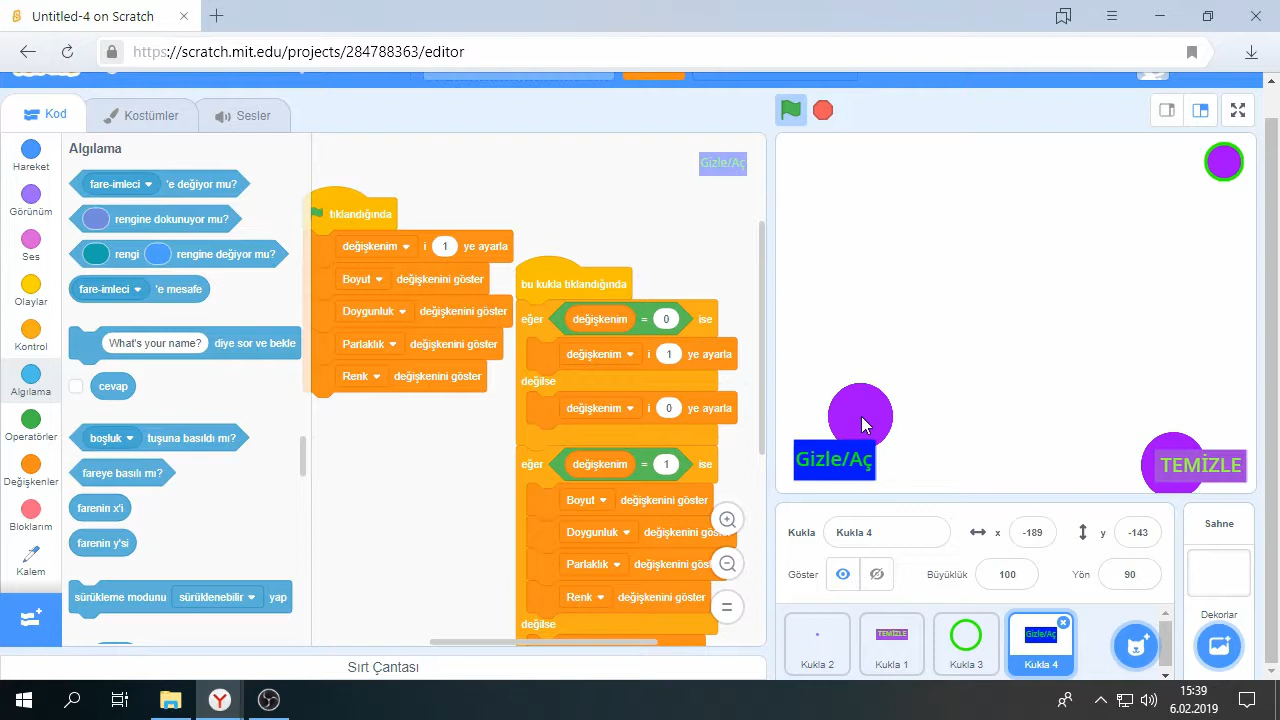 Untitled-4 on Scratch
https://scratch.mit.edu/projects/284788363/editor
Kod
Kostümler
Sesler
Hareket
Görünüm
Ses
Olaylar
Kontrol
Algılama
Operatörler
Değişkenler
Bloklarım
Kalem
Algılama
fare-imleci 'e değiyor mu?
rengine dokunuyor mu?
rengi rengine değiyor mu?
fare-imleci 'e mesafe
What's your name? diye sor ve bekle
cevap
boşluk tuşuna basıldı mı?
fareye basılı mı?
farenin x'i
farenin y'si
sürükleme modunu sürüklenebilir yap
Gizle/Aç
tıklandığında
değişkenim i 1 ye ayarla
Boyut değişkenini göster
Doygunluk değişkenini göster
Parlaklık değişkenini göster
Renk değişkenini göster
bu kukla tıklandığında
eğer değişkenim = 0 ise
değişkenim i 1 ye ayarla
değilse
değişkenim i 0 ye ayarla
eğer değişkenim = 1 ise
Boyut değişkenini göster
Doygunluk değişkenini
Parlaklık değişkenini
Renk değişkenini göster
değilse
Sırt Çantası
Gizle/Aç
TEMİZLE
Kukla Kukla 4 x -189 y -143
Göster Büyüklük 100 Yön 90
TEMİZLE
Gizle/Aç
Kukla 2
Kukla 1
Kukla 3
Kukla 4
Sahne
Dekorlar
15:39
6.02.2019